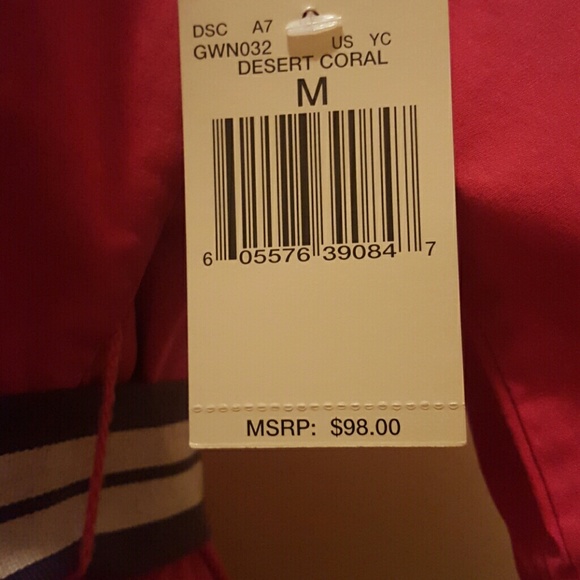 DSC A7
GWN032 US YC
DESERT CORAL
M
6 05576 39084 7
MSRP: $98.00